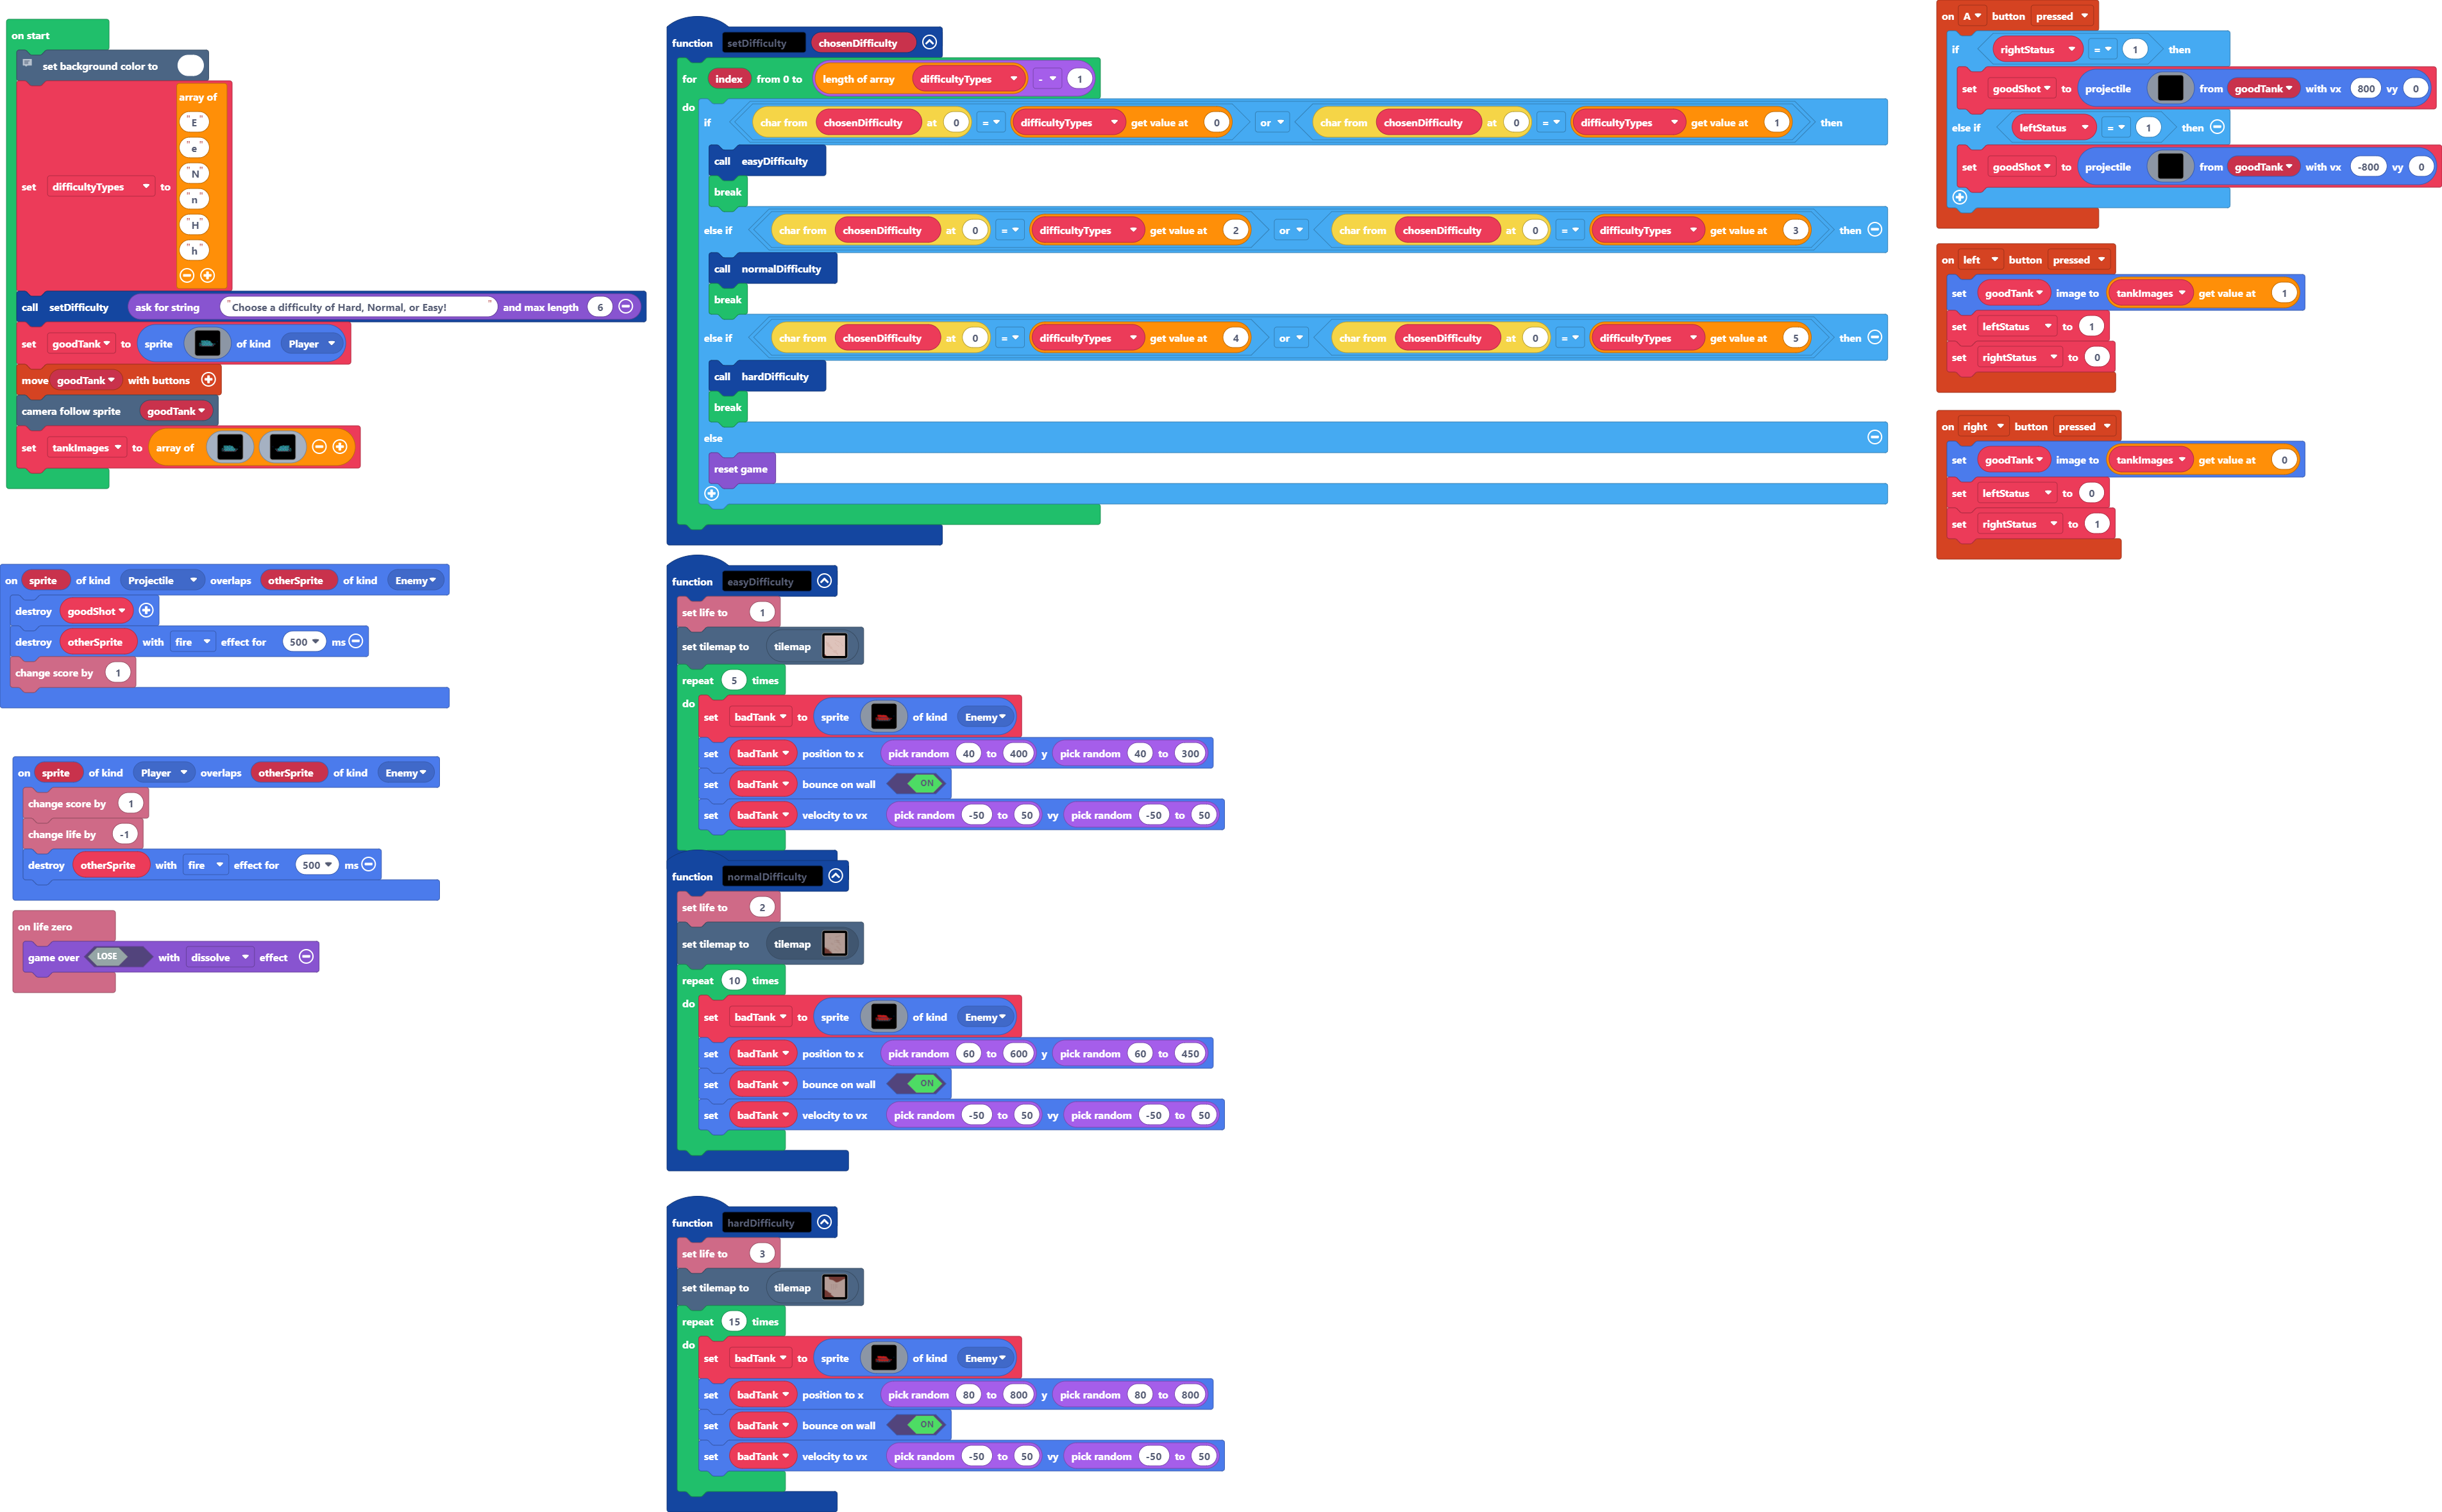 on start
set background color to
set difficultyTypes to array of
"E"
"e"
"N"
"n"
"H"
"h"
call setDifficulty ask for string "Choose a difficulty of Hard, Normal, or Easy!" and max length 6
set goodTank to sprite of kind Player
move goodTank with buttons
camera follow sprite goodTank
set tankImages to array of
on sprite of kind Projectile overlaps otherSprite of kind Enemy
destroy goodShot
destroy otherSprite with fire effect for 500 ms
change score by 1
on sprite of kind Player overlaps otherSprite of kind Enemy
change score by 1
change life by -1
destroy otherSprite with fire effect for 500 ms
on life zero
game over LOSE with dissolve effect
function setDifficulty chosenDifficulty
for index from 0 to length of array difficultyTypes - 1
do
if char from chosenDifficulty at 0 = difficultyTypes get value at 0 or char from chosenDifficulty at 0 = difficultyTypes get value at 1 then
call easyDifficulty
break
else if char from chosenDifficulty at 0 = difficultyTypes get value at 2 or char from chosenDifficulty at 0 = difficultyTypes get value at 3 then
call normalDifficulty
break
else if char from chosenDifficulty at 0 = difficultyTypes get value at 4 or char from chosenDifficulty at 0 = difficultyTypes get value at 5 then
call hardDifficulty
break
else
reset game
function easyDifficulty
set life to 1
set tilemap to tilemap
repeat 5 times
do
set badTank to sprite of kind Enemy
set badTank position to x pick random 40 to 400 y pick random 40 to 300
set badTank bounce on wall ON
set badTank velocity to vx pick random -50 to 50 vy pick random -50 to 50
function normalDifficulty
set life to 2
set tilemap to tilemap
repeat 10 times
do
set badTank to sprite of kind Enemy
set badTank position to x pick random 60 to 600 y pick random 60 to 450
set badTank bounce on wall ON
set badTank velocity to vx pick random -50 to 50 vy pick random -50 to 50
function hardDifficulty
set life to 3
set tilemap to tilemap
repeat 15 times
do
set badTank to sprite of kind Enemy
set badTank position to x pick random 80 to 800 y pick random 80 to 800
set badTank bounce on wall ON
set badTank velocity to vx pick random -50 to 50 vy pick random -50 to 50
on A button pressed
if rightStatus = 1 then
set goodShot to projectile from goodTank with vx 800 vy 0
else if leftStatus = 1 then
set goodShot to projectile from goodTank with vx -800 vy 0
on left button pressed
set goodTank image to tankImages get value at 1
set leftStatus to 1
set rightStatus to 0
on right button pressed
set goodTank image to tankImages get value at 0
set leftStatus to 0
set rightStatus to 1